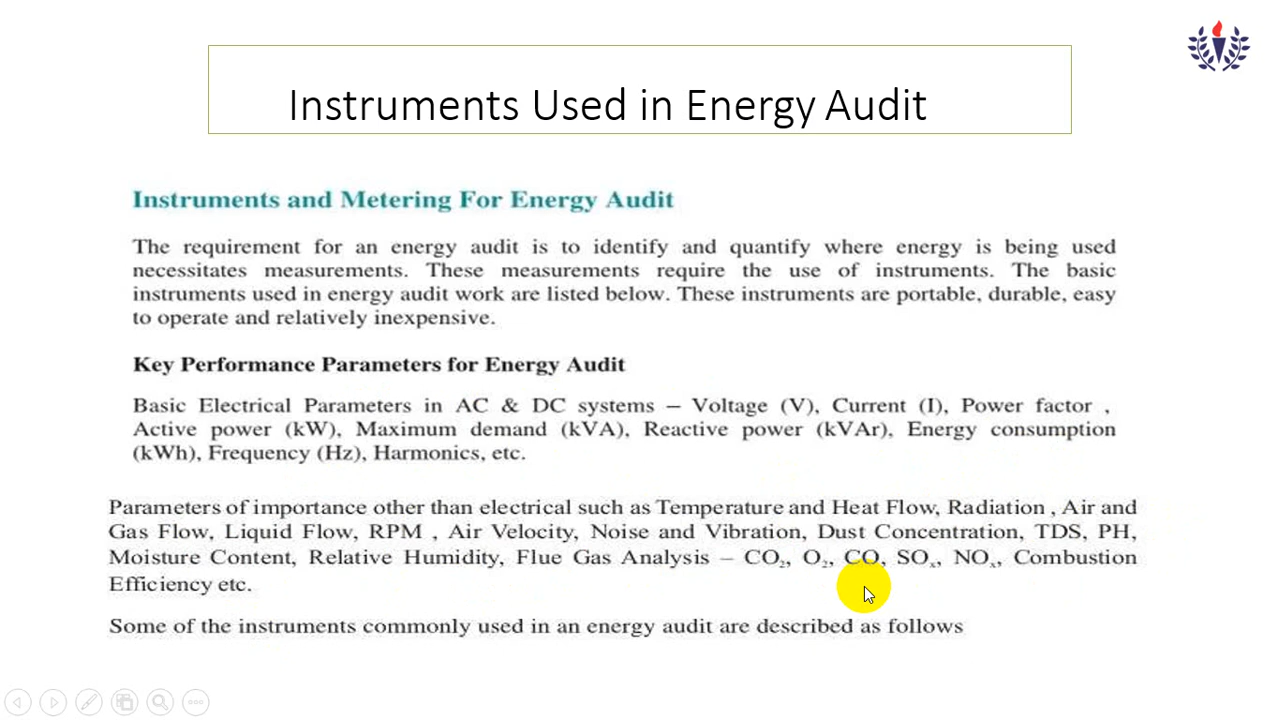 Instruments Used in Energy Audit
Instruments and Metering For Energy Audit
The requirement for an energy audit is to identify and quantify where energy is being used
necessitates measurements. These measurements require the use of instruments. The basic
instruments used in energy audit work are listed below. These instruments are portable, durable, easy
to operate and relatively inexpensive.
Key Performance Parameters for Energy Audit
Basic Electrical Parameters in AC & DC systems – Voltage (V), Current (I), Power factor ,
Active power (kW), Maximum demand (kVA), Reactive power (kVAr), Energy consumption
(kWh), Frequency (Hz), Harmonics, etc.
Parameters of importance other than electrical such as Temperature and Heat Flow, Radiation , Air and
Gas Flow, Liquid Flow, RPM , Air Velocity, Noise and Vibration, Dust Concentration, TDS, PH,
Moisture Content, Relative Humidity, Flue Gas Analysis – CO₂, O₂, CO, SOₓ, NOₓ, Combustion
Efficiency etc.
Some of the instruments commonly used in an energy audit are described as follows